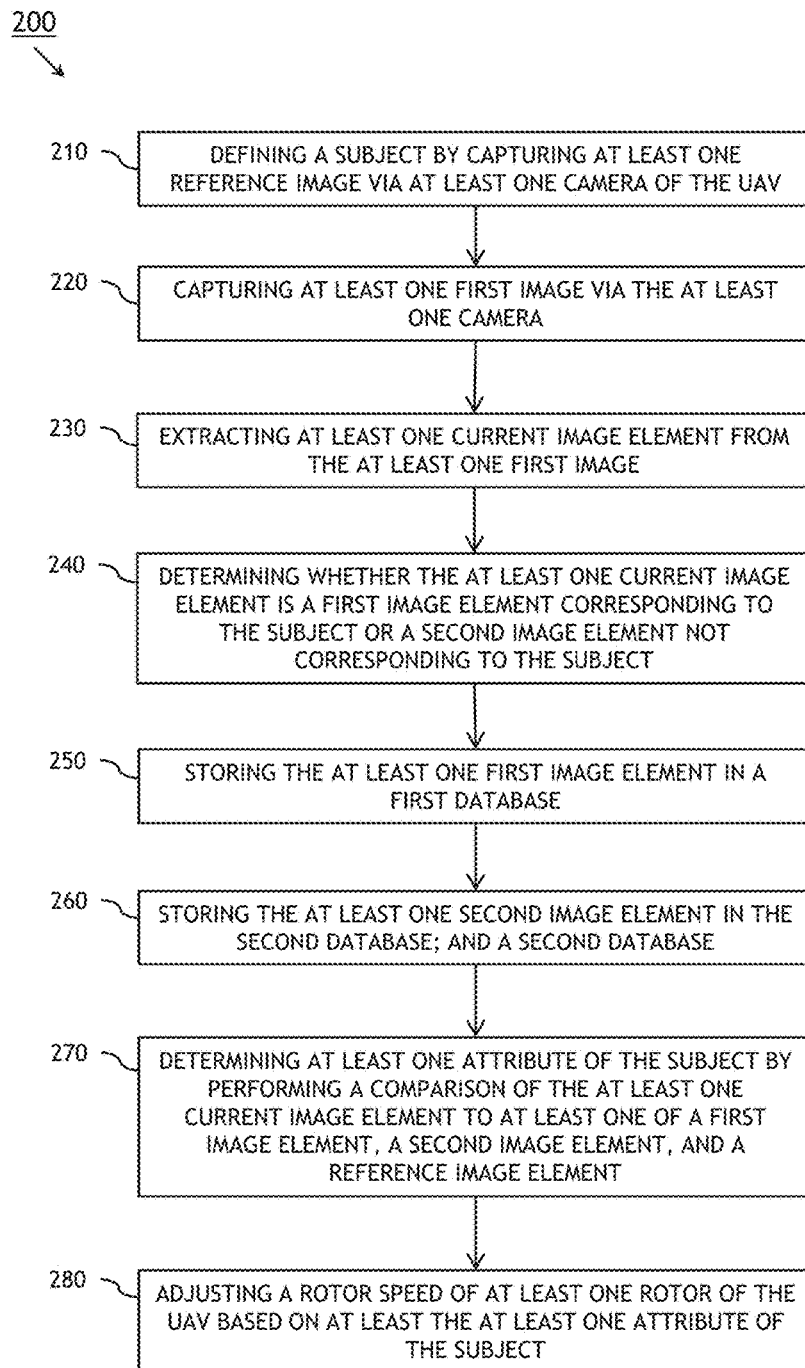 200
210
DEFINING A SUBJECT BY CAPTURING AT LEAST ONE
REFERENCE IMAGE VIA AT LEAST ONE CAMERA OF THE UAV
220
CAPTURING AT LEAST ONE FIRST IMAGE VIA THE AT LEAST
ONE CAMERA
230
EXTRACTING AT LEAST ONE CURRENT IMAGE ELEMENT FROM
THE AT LEAST ONE FIRST IMAGE
240
DETERMINING WHETHER THE AT LEAST ONE CURRENT IMAGE
ELEMENT IS A FIRST IMAGE ELEMENT CORRESPONDING TO
THE SUBJECT OR A SECOND IMAGE ELEMENT NOT
CORRESPONDING TO THE SUBJECT
250
STORING THE AT LEAST ONE FIRST IMAGE ELEMENT IN A
FIRST DATABASE
260
STORING THE AT LEAST ONE SECOND IMAGE ELEMENT IN THE
SECOND DATABASE; AND A SECOND DATABASE
270
DETERMINING AT LEAST ONE ATTRIBUTE OF THE SUBJECT BY
PERFORMING A COMPARISON OF THE AT LEAST ONE
CURRENT IMAGE ELEMENT TO AT LEAST ONE OF A FIRST
IMAGE ELEMENT, A SECOND IMAGE ELEMENT, AND A
REFERENCE IMAGE ELEMENT
280
ADJUSTING A ROTOR SPEED OF AT LEAST ONE ROTOR OF THE
UAV BASED ON AT LEAST THE AT LEAST ONE ATTRIBUTE OF
THE SUBJECT